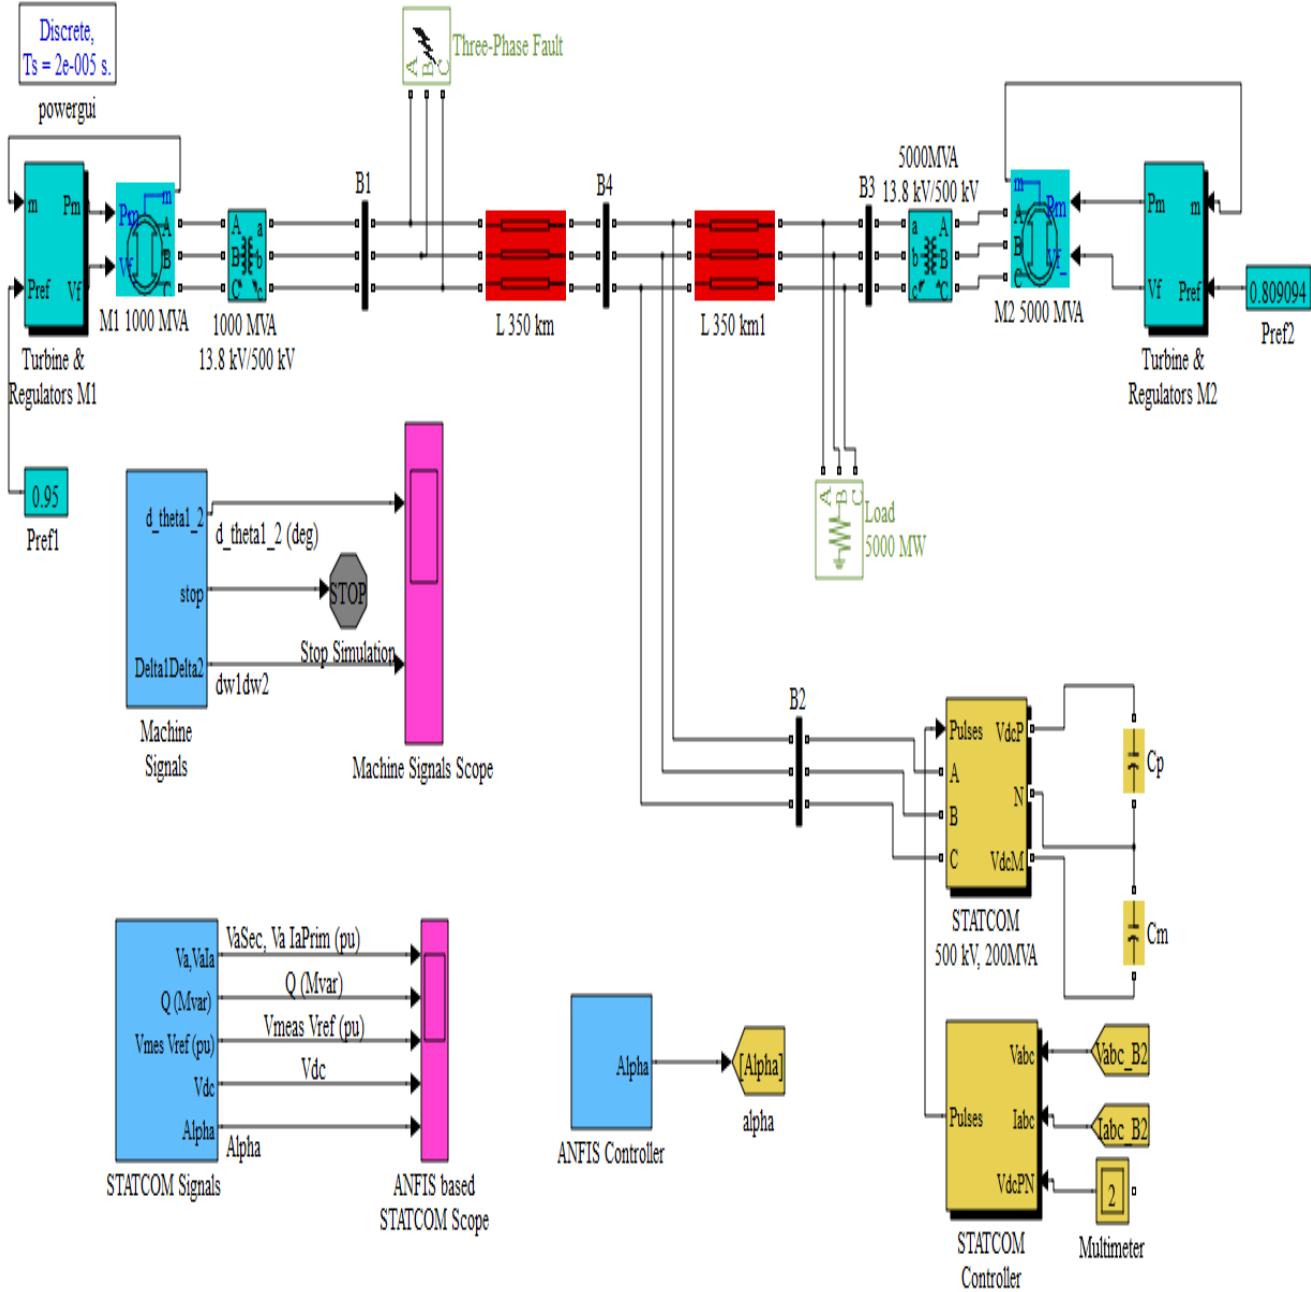 Discrete,
Ts = 2e-005 s.
powergui
A B C
Three-Phase Fault
m
Pm
Pref
Vf
Turbine &
Regulators M1
m
Pm
Vf
A
B
C
M1 1000 MVA
A a
B b
C c
1000 MVA
13.8 kV/500 kV
B1
L 350 km
B4
L 350 km1
B3
5000MVA
13.8 kV/500 kV
a A
b B
c C
m
A
B
C
Pm
Vf_
M2 5000 MVA
Pm
m
Vf
Pref
Turbine &
Regulators M2
0.809094
Pref2
0.95
Pref1
d_theta1_2
stop
Delta1Delta2
Machine
Signals
d_theta1_2 (deg)
STOP
Stop Simulation
dw1dw2
Machine Signals Scope
A B C
Load
5000 MW
B2
Pulses
VdcP
A
N
B
VdcM
C
STATCOM
500 kV, 200MVA
Cp
Cm
Va,VaIa
Q (Mvar)
Vmes Vref (pu)
Vdc
Alpha
STATCOM Signals
VaSec, Va IaPrim (pu)
Q (Mvar)
Vmeas Vref (pu)
Vdc
Alpha
ANFIS based
STATCOM Scope
Alpha
ANFIS Controller
[Alpha]
alpha
Vabc
Pulses
Iabc
VdcPN
STATCOM
Controller
Vabc_B2
Iabc_B2
2
Multimeter